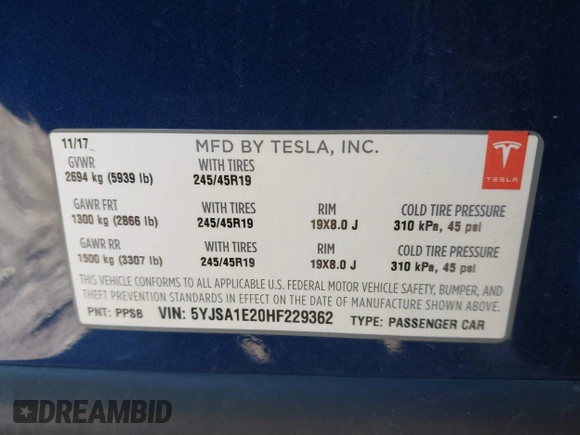 11/17 MFD BY TESLA, INC.
GVWR WITH TIRES
2694 kg (5939 lb) 245/45R19
TESLA
GAWR FRT WITH TIRES RIM COLD TIRE PRESSURE
1300 kg (2866 lb) 245/45R19 19X8.0 J 310 kPa, 45 psi
GAWR RR WITH TIRES RIM COLD TIRE PRESSURE
1500 kg (3307 lb) 245/45R19 19X8.0 J 310 kPa, 45 psi
THIS VEHICLE CONFORMS TO ALL APPLICABLE U.S. FEDERAL MOTOR VEHICLE SAFETY, BUMPER, AND
THEFT PREVENTION STANDARDS IN EFFECT ON THE DATE OF MANUFACTURE SHOWN ABOVE.
PNT: PPSB VIN: 5YJSA1E20HF229362 TYPE: PASSENGER CAR
DREAMBID